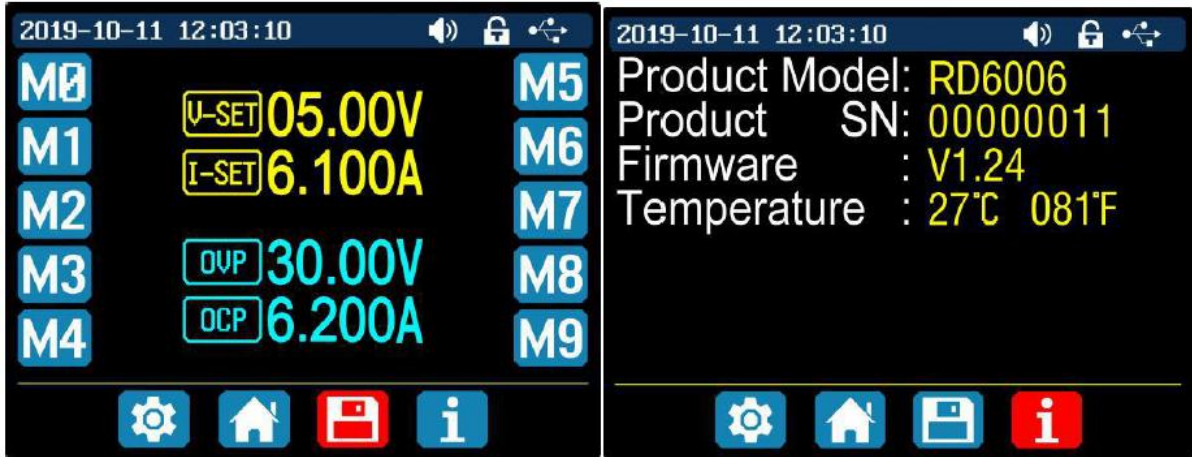 2019-10-11 12:03:10
M0
M1
M2
M3
M4
V-SET 05.00V
I-SET 6.100A
OVP 30.00V
OCP 6.200A
M5
M6
M7
M8
M9
i
2019-10-11 12:03:10
Product Model: RD6006
Product SN: 00000011
Firmware : V1.24
Temperature : 27℃ 081℉
i